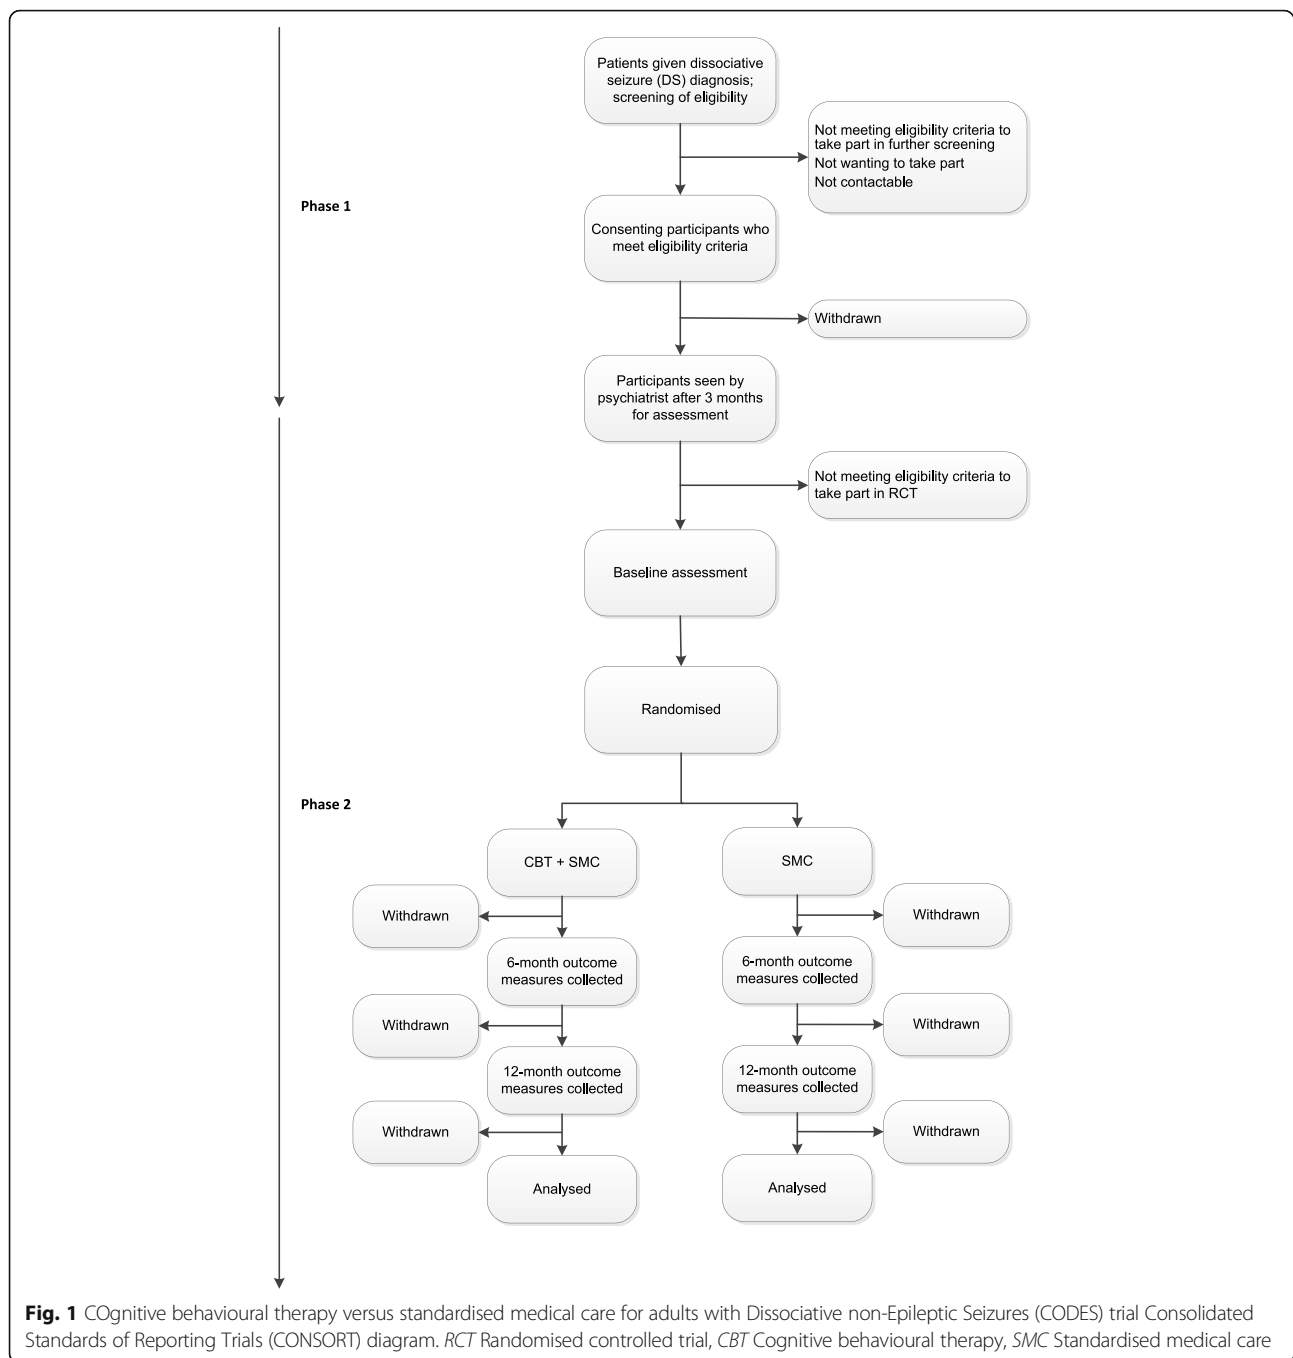 Patients given dissociative
seizure (DS) diagnosis;
screening of eligibility
Not meeting eligibility criteria to
take part in further screening
Not wanting to take part
Not contactable
Phase 1
Consenting participants who
meet eligibility criteria
Withdrawn
Participants seen by
psychiatrist after 3 months
for assessment
Not meeting eligibility criteria to
take part in RCT
Baseline assessment
Randomised
Phase 2
CBT + SMC
SMC
Withdrawn
Withdrawn
6-month outcome
measures collected
6-month outcome
measures collected
Withdrawn
Withdrawn
12-month outcome
measures collected
12-month outcome
measures collected
Withdrawn
Withdrawn
Analysed
Analysed
Fig. 1 COgnitive behavioural therapy versus standardised medical care for adults with Dissociative non-Epileptic Seizures (CODES) trial Consolidated
Standards of Reporting Trials (CONSORT) diagram. RCT Randomised controlled trial, CBT Cognitive behavioural therapy, SMC Standardised medical care